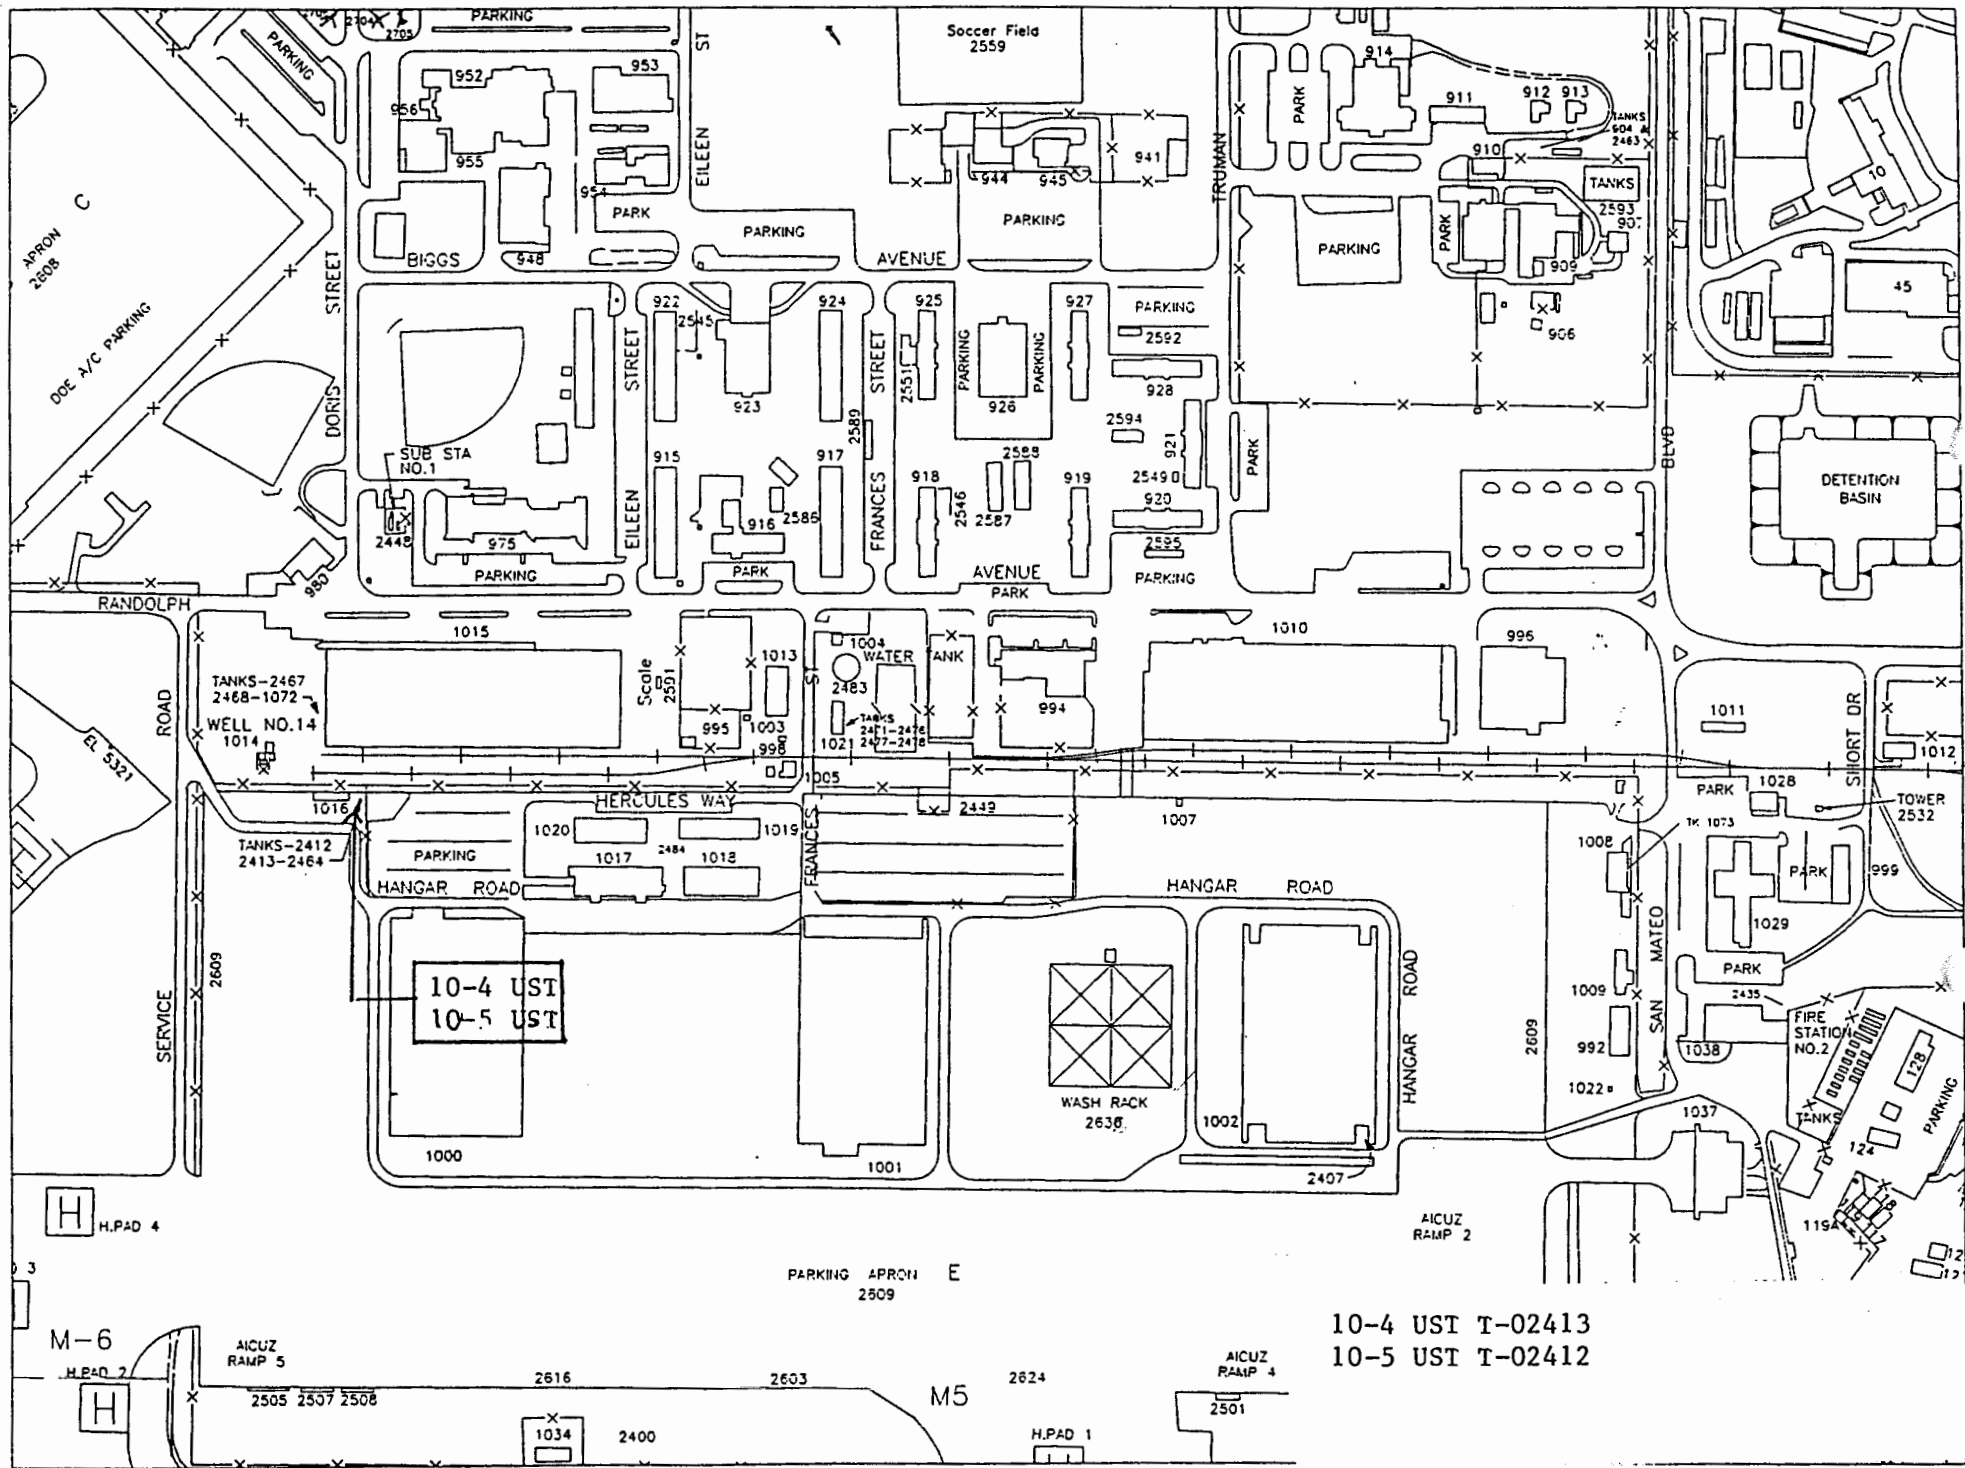 2704
2705
PARKING
PARKING
ST
EILEEN
Soccer Field
2559
952
953
956
955
954
948
PARK
PARKING
BIGGS
AVENUE
944
945
941
PARKING
TRUMAN
PARK
914
911
912
913
TANKS
904 &
2463
910
TANKS
2593
PARK
PARKING
909
906
10
45
C
APRON
2608
DOE A/C PARKING
DORIS
STREET
922
2545
923
924
925
2551
PARKING
926
PARKING
927
PARKING
2592
928
2594
921
2549
920
2595
PARKING
PARK
STREET
EILEEN
STREET
FRANCES
2589
SUB STA
NO.1
2448
975
PARKING
980
915
916
2586
917
PARK
918
2546
2587
2588
919
AVENUE
PARK
BLVD
DETENTION
BASIN
RANDOLPH
1015
Scale
2591
1013
ST
1004
WATER
TANK
2483
TANKS
2471-2476
2477-2478
1021
995
1003
998
994
1010
996
1011
SHORT DR
1012
TANKS-2467
2468-1072
WELL NO.14
1014
ROAD
EL 5321
1005
HERCULES WAY
1016
TANKS-2412
2413-2464
PARKING
1020
2484
1019
1017
1018
HANGAR ROAD
FRANCES
2449
1007
HANGAR ROAD
PARK
1028
TOWER
2532
TK 1073
1008
PARK
999
1029
PARK
2609
SERVICE
10-4 UST
10-5 UST
WASH RACK
1000
1001
1002
2407
HANGAR
ROAD
2609
1009
992
1022
SAN MATEO
1038
2435
FIRE
STATION
NO.2
TANK
128
124
PARKING
1037
119A
H
H.PAD 4
AICUZ
RAMP 2
PARKING APRON E
2509
10-4 UST T-02413
10-5 UST T-02412
M-6
H.PAD 2
H
AICUZ
RAMP 5
2505
2507
2508
2616
1034
2400
2603
M5
2624
H.PAD 1
AICUZ
RAMP 4
2501